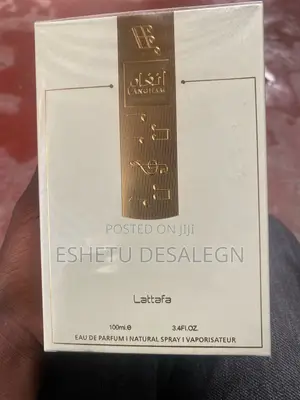 أنغام
ANGHAM
POSTED ON JIJI
ESHETU DESALEGN
Lattafa
100ml.℮ 3.4FL.OZ.
EAU DE PARFUM I NATURAL SPRAY I VAPORISATEUR